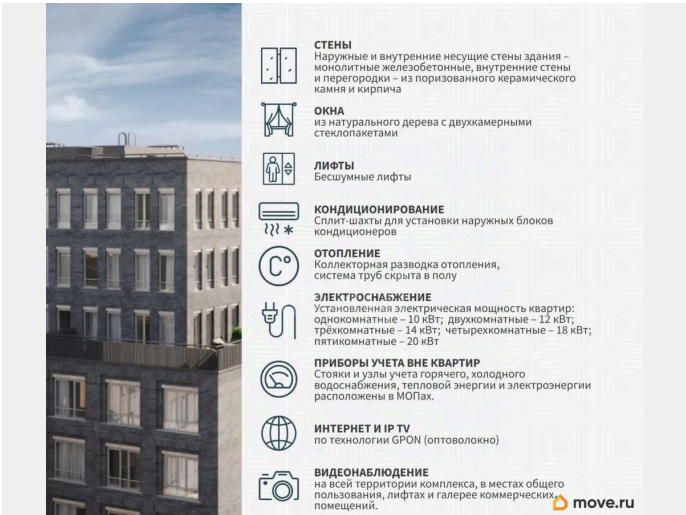 СТЕНЫ
Наружные и внутренние несущие стены здания –
монолитные железобетонные, внутренние стены
и перегородки – из поризованного керамического
камня и кирпича
ОКНА
из натурального дерева с двухкамерными
стеклопакетами
ЛИФТЫ
Бесшумные лифты
КОНДИЦИОНИРОВАНИЕ
Сплит-шахты для установки наружных блоков
кондиционеров
C°
ОТОПЛЕНИЕ
Коллекторная разводка отопления,
система труб скрыта в полу
ЭЛЕКТРОСНАБЖЕНИЕ
Установленная электрическая мощность квартир:
однокомнатные – 10 кВт; двухкомнатные – 12 кВт;
трёхкомнатные – 14 кВт; четырехкомнатные – 18 кВт;
пятикомнатные – 20 кВт
ПРИБОРЫ УЧЕТА ВНЕ КВАРТИР
Стояки и узлы учета горячего, холодного
водоснабжения, тепловой энергии и электроэнергии
расположены в МОПах.
ИНТЕРНЕТ И IP TV
по технологии GPON (оптоволокно)
ВИДЕОНАБЛЮДЕНИЕ
на всей территории комплекса, в местах общего
пользования, лифтах и галерее коммерческих
помещений.
move.ru